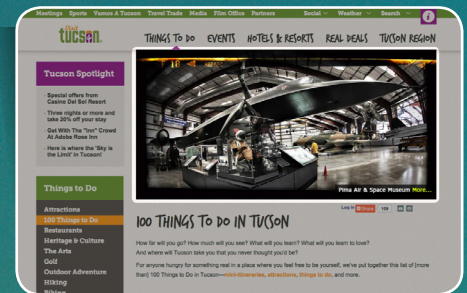 Meetings Sports Vamos A Tucson Travel Trade Media Film Office Partners Social Weather Search i
Visit
tucson
THINGS TO DO EVENTS HOTELS & RESORTS REAL DEALS TUCSON REGION
Tucson Spotlight
Special offers from
Casino Del Sol Resort
Three nights or more and
take 20% off your stay
Get With The "Inn" Crowd
At Adobe Rose Inn
Here is where the 'Sky is
the Limit' in Tucson!
Pima Air & Space Museum More...
Things to Do
Attractions
100 Things to Do
Restaurants
Heritage & Culture
The Arts
Golf
Outdoor Adventure
Hiking
Biking
Log in Share 109
100 THINGS TO DO IN TUCSON
How far will you go? How much will you see? What will you learn? What will you learn to love?
And where will Tucson take you that you never thought you'd be?
For anyone hungry for something real in a place where you feel free to be yourself, we've put together this list of [more
than] 100 Things to Do in Tucson—mini-itineraries, attractions, things to do, and more.